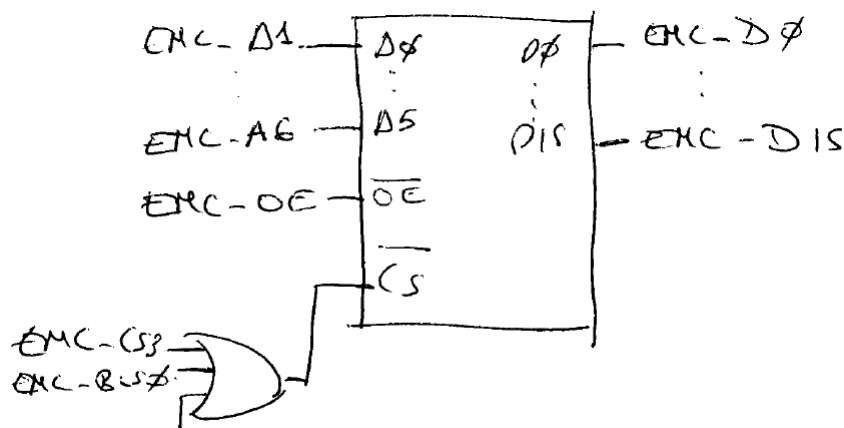 EMC-A1 A0 D0 EMC-D0
EMC-A6 A5 D15 EMC-D15
EMC-OE OE
CS
EMC-CS3
EMC-BLS0